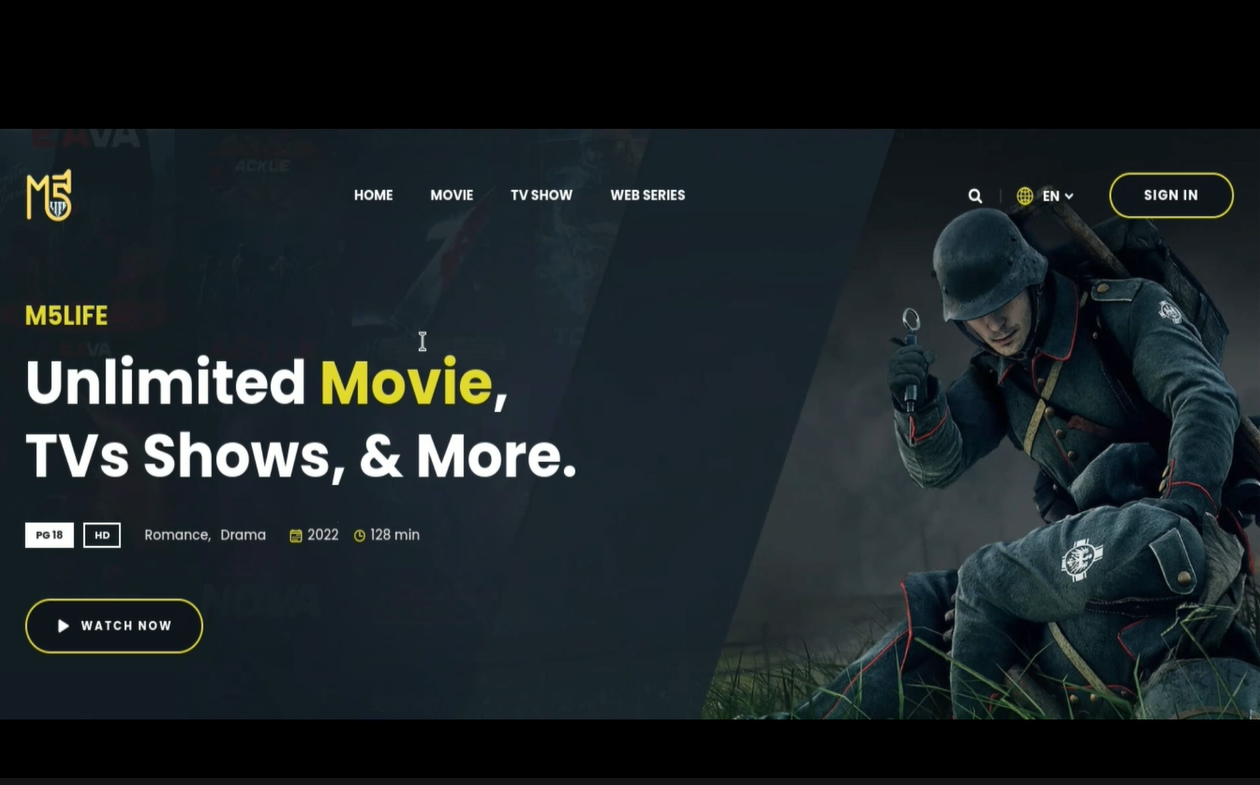 M5
HOME MOVIE TV SHOW WEB SERIES EN SIGN IN
M5LIFE
Unlimited Movie,
TVs Shows, & More.
PG 18 HD Romance, Drama 2022 128 min
WATCH NOW
ACKLE